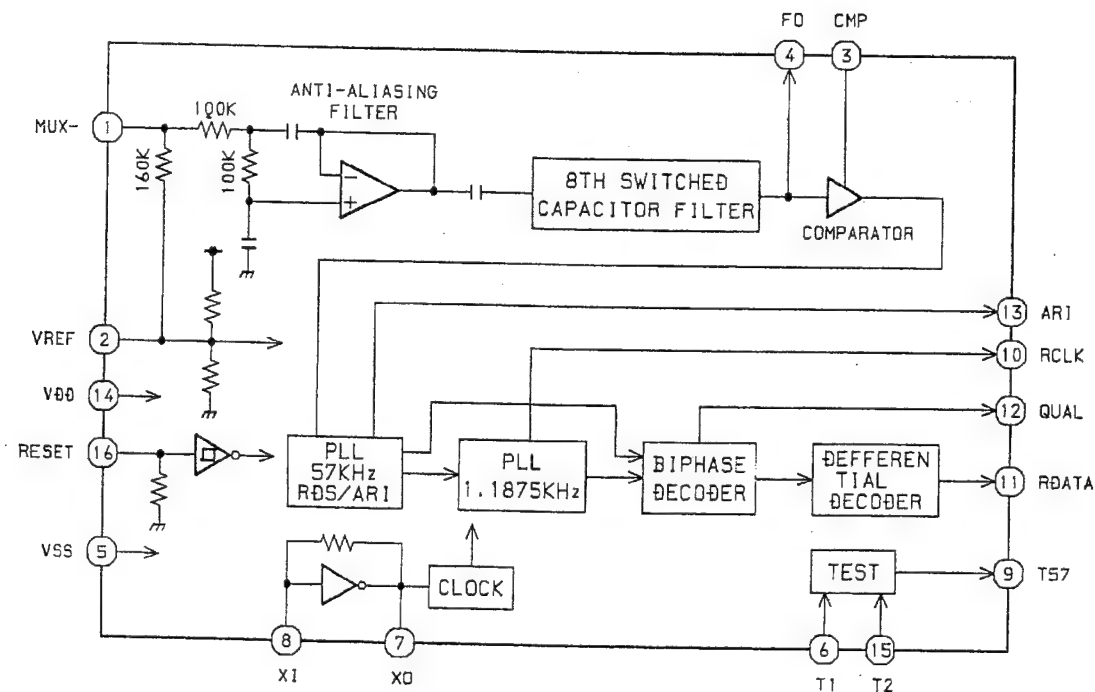 FO CMP
4 3
ANTI-ALIASING
FILTER
MUX- 1
100K
160K
100K
8TH SWITCHED
CAPACITOR FILTER
COMPARATOR
VREF 2
13 ARI
10 RCLK
VDD 14
12 QUAL
RESET 16
PLL
57KHz
RDS/ARI
PLL
1.1875KHz
BIPHASE
DECODER
DEFFEREN
TIAL
DECODER
11 RDATA
VSS 5
CLOCK
TEST
9 T57
8 7
XI XO
6 15
T1 T2